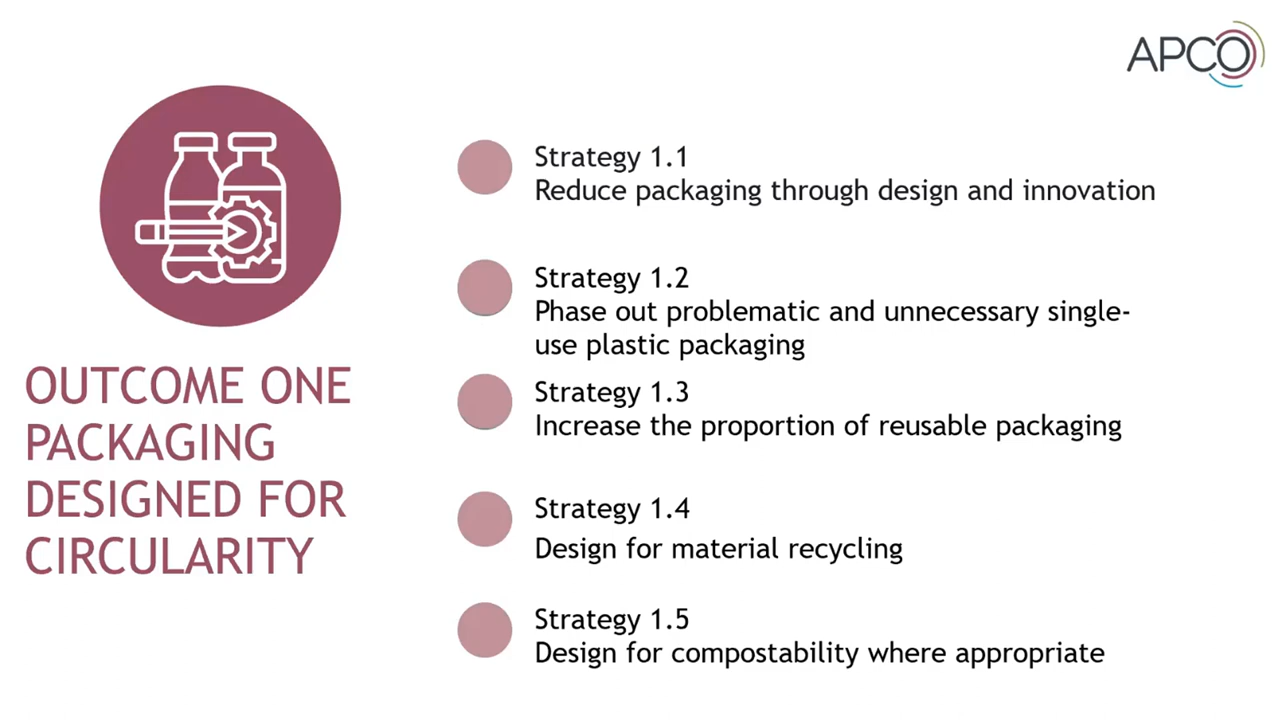 APCO
OUTCOME ONE
PACKAGING
DESIGNED FOR
CIRCULARITY
Strategy 1.1
Reduce packaging through design and innovation
Strategy 1.2
Phase out problematic and unnecessary single-
use plastic packaging
Strategy 1.3
Increase the proportion of reusable packaging
Strategy 1.4
Design for material recycling
Strategy 1.5
Design for compostability where appropriate